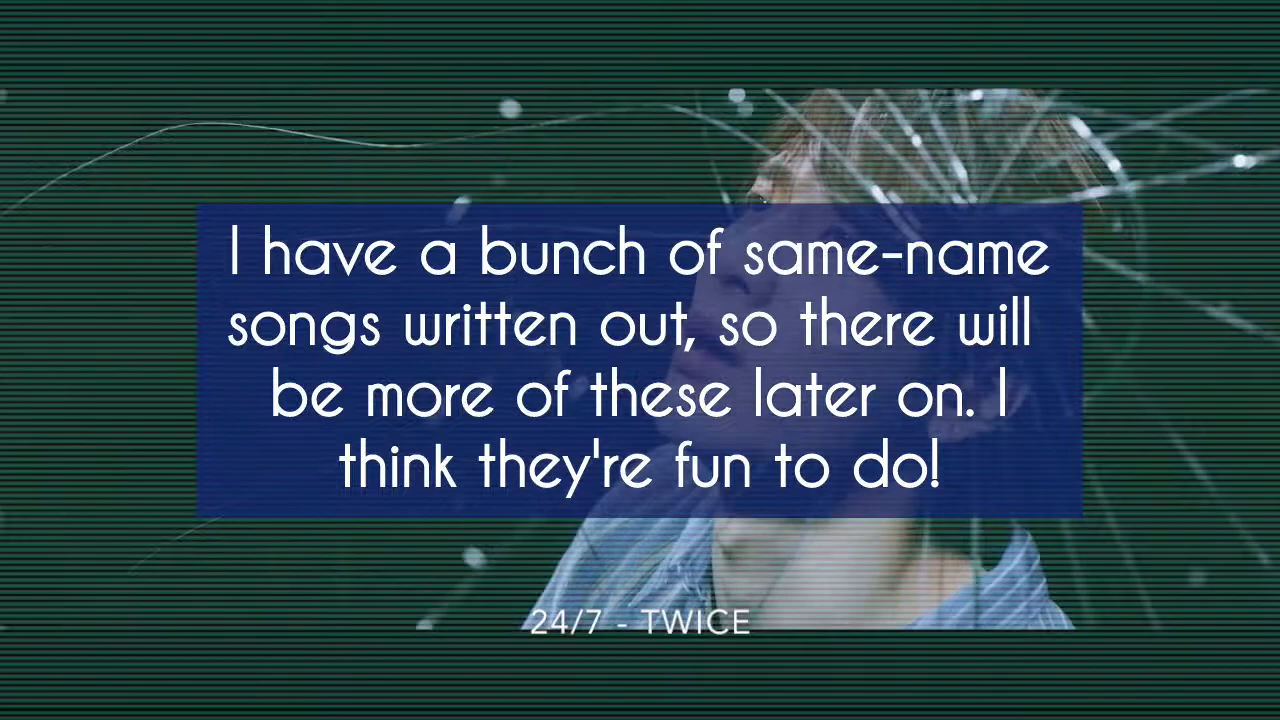 I have a bunch of same-name
songs written out, so there will
be more of these later on. I
think they're fun to do!
24/7 - TWICE